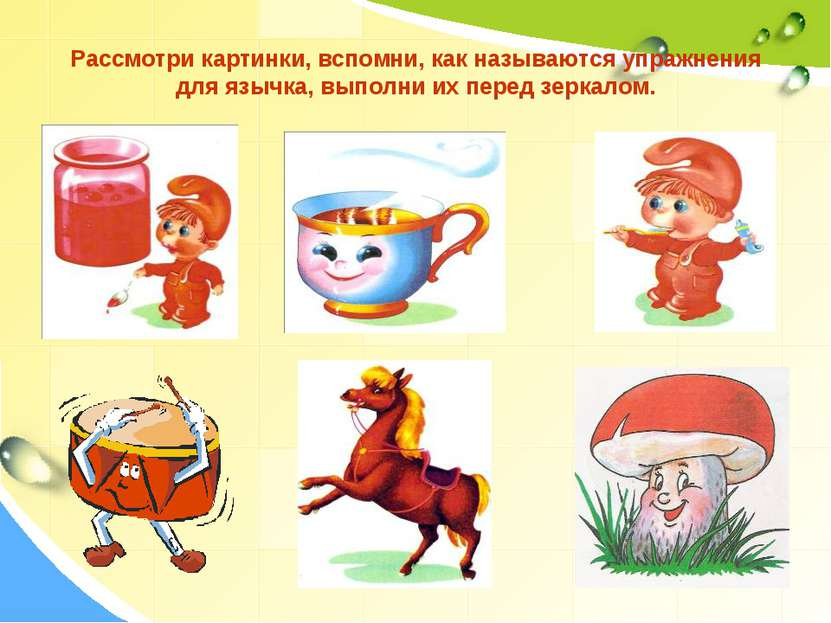 Рассмотри картинки, вспомни, как называются упражнения
для язычка, выполни их перед зеркалом.